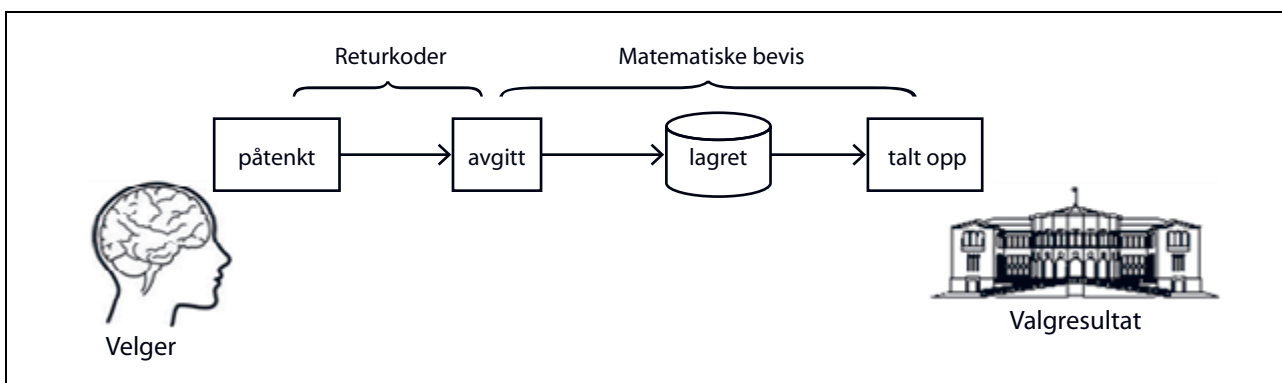 Returkoder
Matematiske bevis
påtenkt
avgitt
lagret
talt opp
Velger
Valgresultat